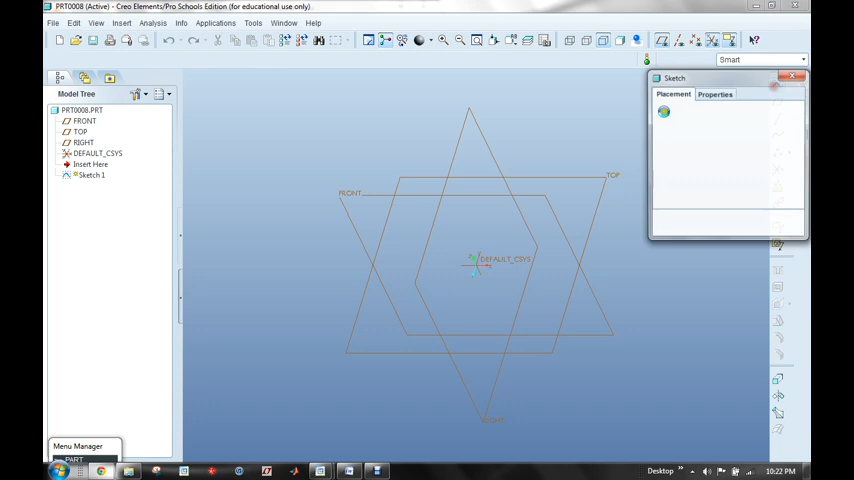 PRT0008 (Active) - Creo Elements/Pro Schools Edition (for educational use only)
File Edit View Insert Analysis Info Applications Tools Window Help
Smart
Model Tree
PRT0008.PRT
FRONT
TOP
RIGHT
DEFAULT_CSYS
Insert Here
Sketch 1
FRONT
TOP
DEFAULT_CSYS
Sketch
Placement Properties
Menu Manager
PART
Desktop
10:22 PM